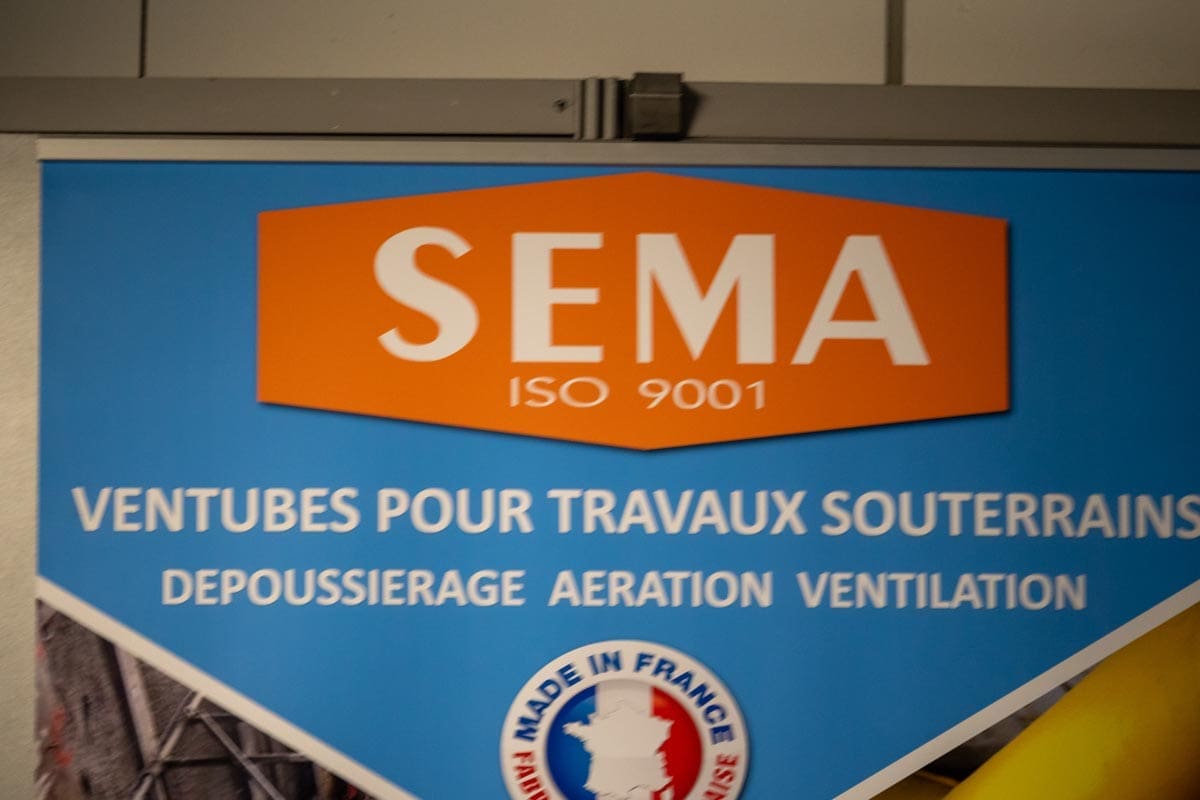 SEMA
ISO 9001
VENTUBES POUR TRAVAUX SOUTERRAINS
DEPOUSSIERAGE AERATION VENTILATION
MADE IN FRANCE